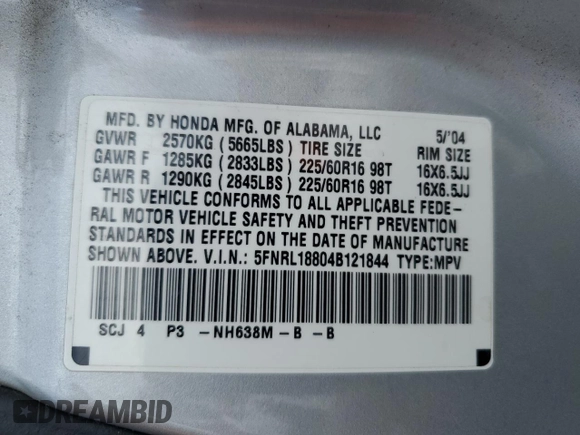 MFD. BY HONDA MFG. OF ALABAMA, LLC 5/'04
GVWR 2570KG (5665LBS) TIRE SIZE RIM SIZE
GAWR F 1285KG (2833LBS) 225/60R16 98T 16X6.5JJ
GAWR R 1290KG (2845LBS) 225/60R16 98T 16X6.5JJ
THIS VEHICLE CONFORMS TO ALL APPLICABLE FEDE-
RAL MOTOR VEHICLE SAFETY AND THEFT PREVENTION
STANDARDS IN EFFECT ON THE DATE OF MANUFACTURE
SHOWN ABOVE. V.I.N.: 5FNRL18804B121844 TYPE:MPV
SCJ 4 P3 -NH638M-B -B
DREAMBID